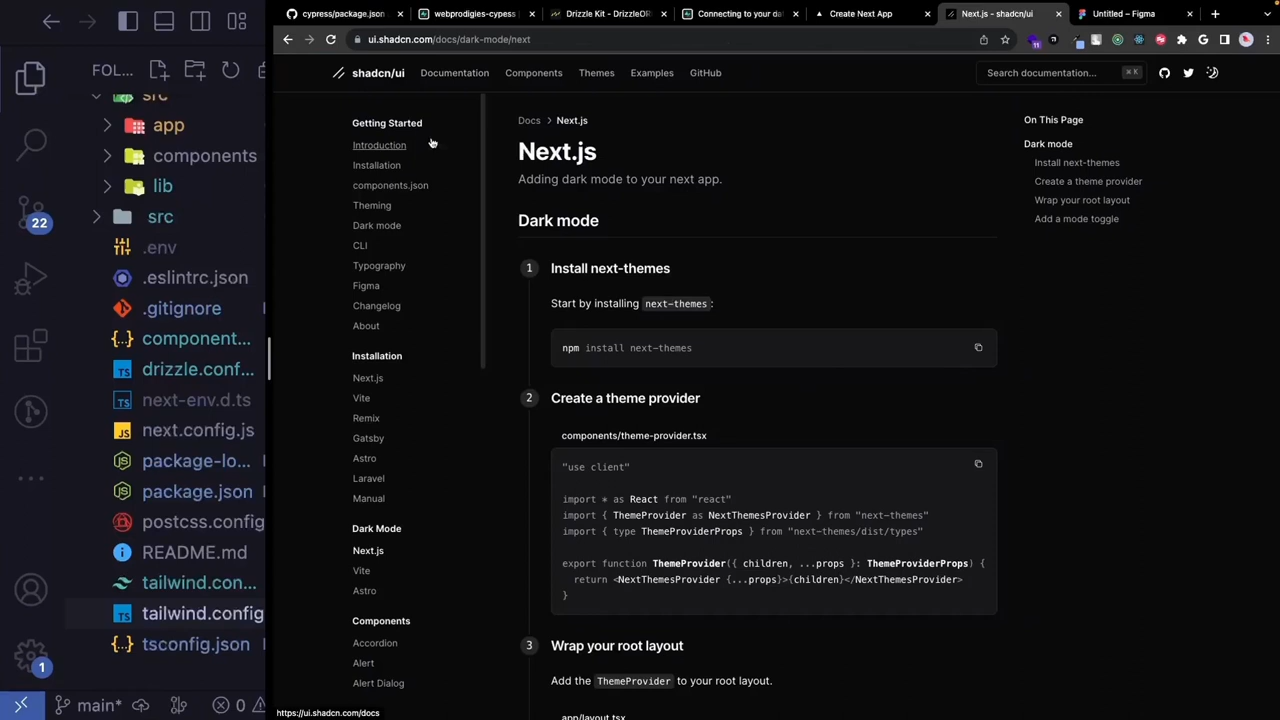 FOL...
src
app
components
lib
src
.env
.eslintrc.json
.gitignore
component...
drizzle.conf...
next-env.d.ts
next.config.js
package-lo...
package.json
postcss.config
README.md
tailwind.con...
tailwind.config
tsconfig.json
22
1
main*
0
cypress/package.json
webprodigies-cypess
Drizzle Kit - DrizzleOR
Connecting to your da
Create Next App
Next.js - shadcn/ui
Untitled – Figma
ui.shadcn.com/docs/dark-mode/next
11
shadcn/ui
Documentation
Components
Themes
Examples
GitHub
Search documentation...
⌘ K
Getting Started
Introduction
Installation
components.json
Theming
Dark mode
CLI
Typography
Figma
Changelog
About
Installation
Next.js
Vite
Remix
Gatsby
Astro
Laravel
Manual
Dark Mode
Next.js
Vite
Astro
Components
Accordion
Alert
Alert Dialog
https://ui.shadcn.com/docs
Docs > Next.js
Next.js
Adding dark mode to your next app.
Dark mode
1 Install next-themes
Start by installing next-themes:
npm install next-themes
2 Create a theme provider
components/theme-provider.tsx
"use client"
import * as React from "react"
import { ThemeProvider as NextThemesProvider } from "next-themes"
import { type ThemeProviderProps } from "next-themes/dist/types"
export function ThemeProvider({ children, ...props }: ThemeProviderProps) {
return <NextThemesProvider {...props}>{children}</NextThemesProvider>
}
3 Wrap your root layout
Add the ThemeProvider to your root layout.
app/layout.tsx
On This Page
Dark mode
Install next-themes
Create a theme provider
Wrap your root layout
Add a mode toggle